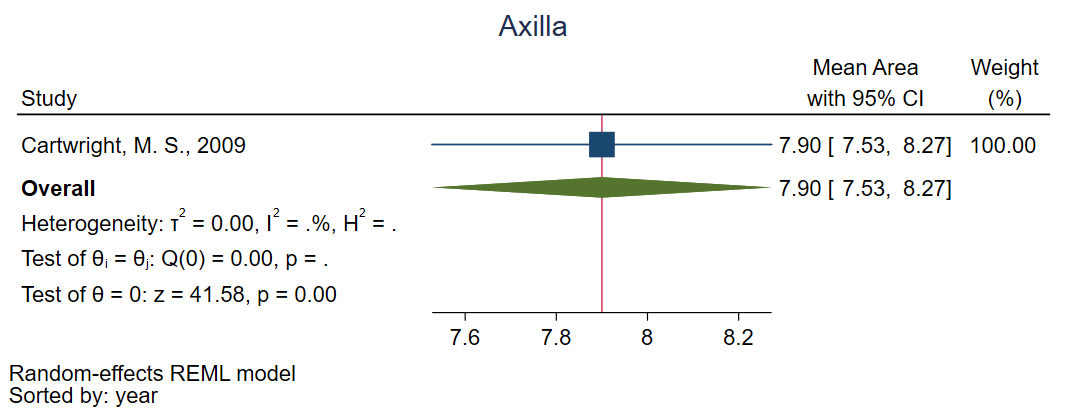 Axilla
Mean Area Weight
Study with 95% CI (%)
Cartwright, M. S., 2009 7.90 [ 7.53, 8.27] 100.00
Overall 7.90 [ 7.53, 8.27]
Heterogeneity: τ² = 0.00, I² = .%, H² = .
Test of θᵢ = θⱼ: Q(0) = 0.00, p = .
Test of θ = 0: z = 41.58, p = 0.00
7.6 7.8 8 8.2
Random-effects REML model
Sorted by: year